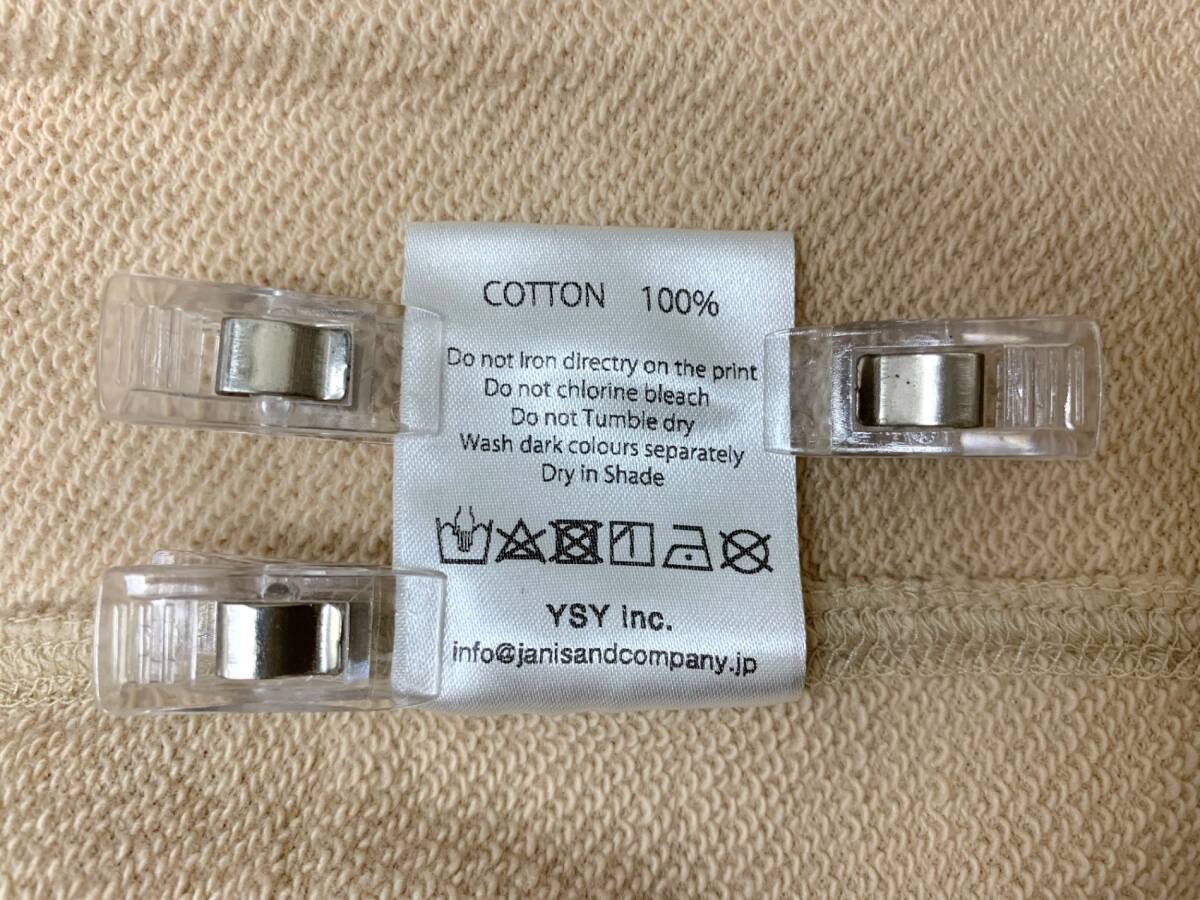 COTTON 100%
Do not Iron directry on the print
Do not chlorine bleach
Do not Tumble dry
Wash dark colours separately
Dry in Shade
YSY inc.
info@janisandcompany.jp